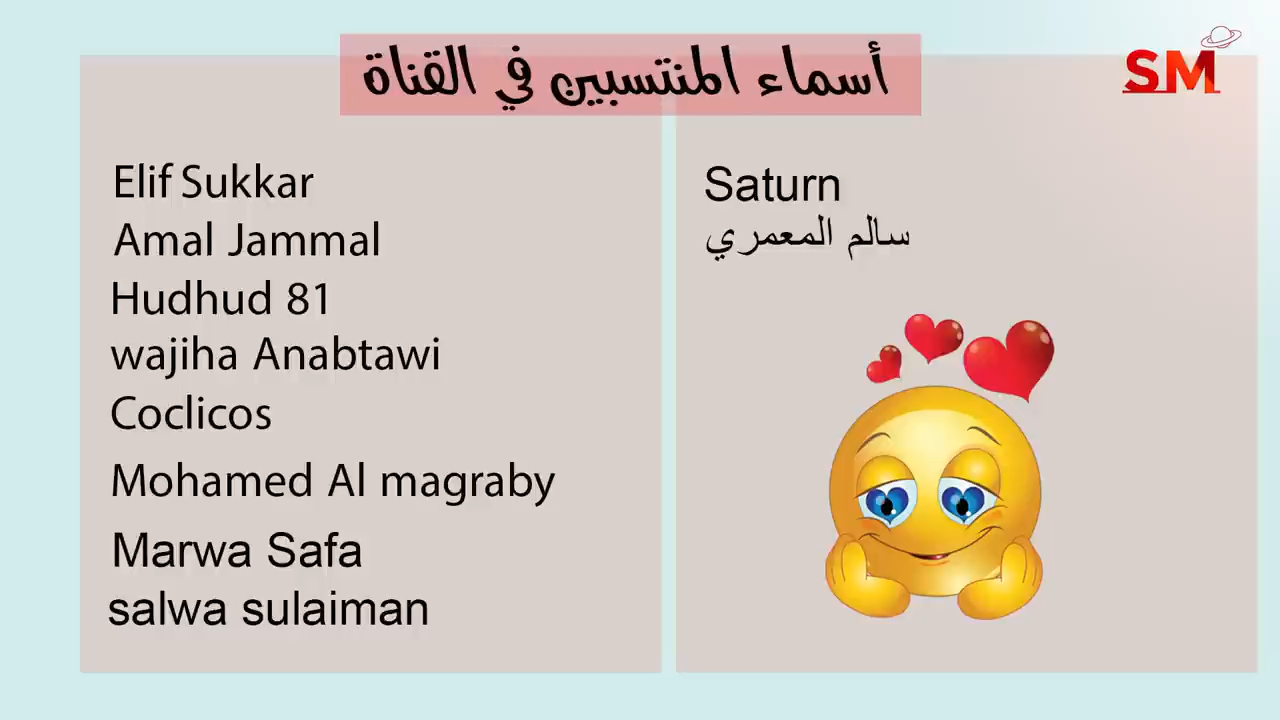 أسماء المنتسبين في القناة
SM
Elif Sukkar
Amal Jammal
Hudhud 81
wajiha Anabtawi
Coclicos
Mohamed Al magraby
Marwa Safa
salwa sulaiman
Saturn
سالم المعمري